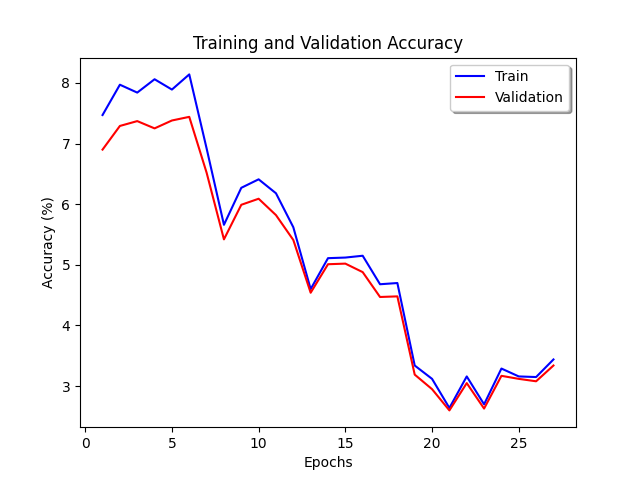 Training and Validation Accuracy
Train
Validation
Accuracy (%)
8
7
6
5
4
3
0 5 10 15 20 25
Epochs